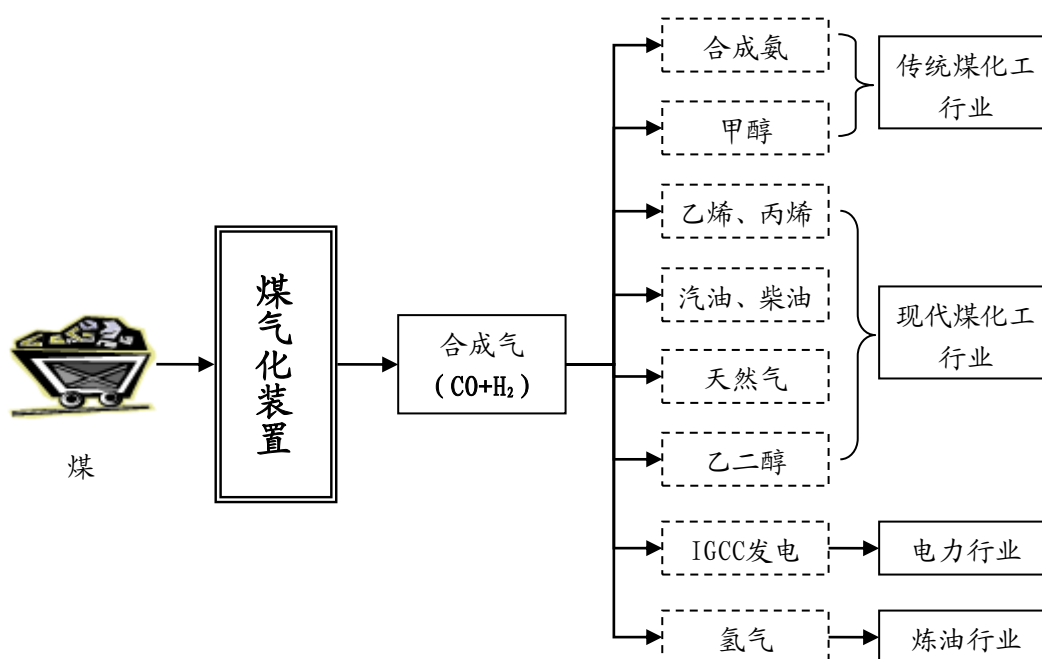 合成氨
甲醇
传统煤化工
行业
乙烯、丙烯
汽油、柴油
天然气
乙二醇
现代煤化工
行业
煤气化装置
合成气
(CO+H₂)
煤
IGCC发电
电力行业
氢气
炼油行业